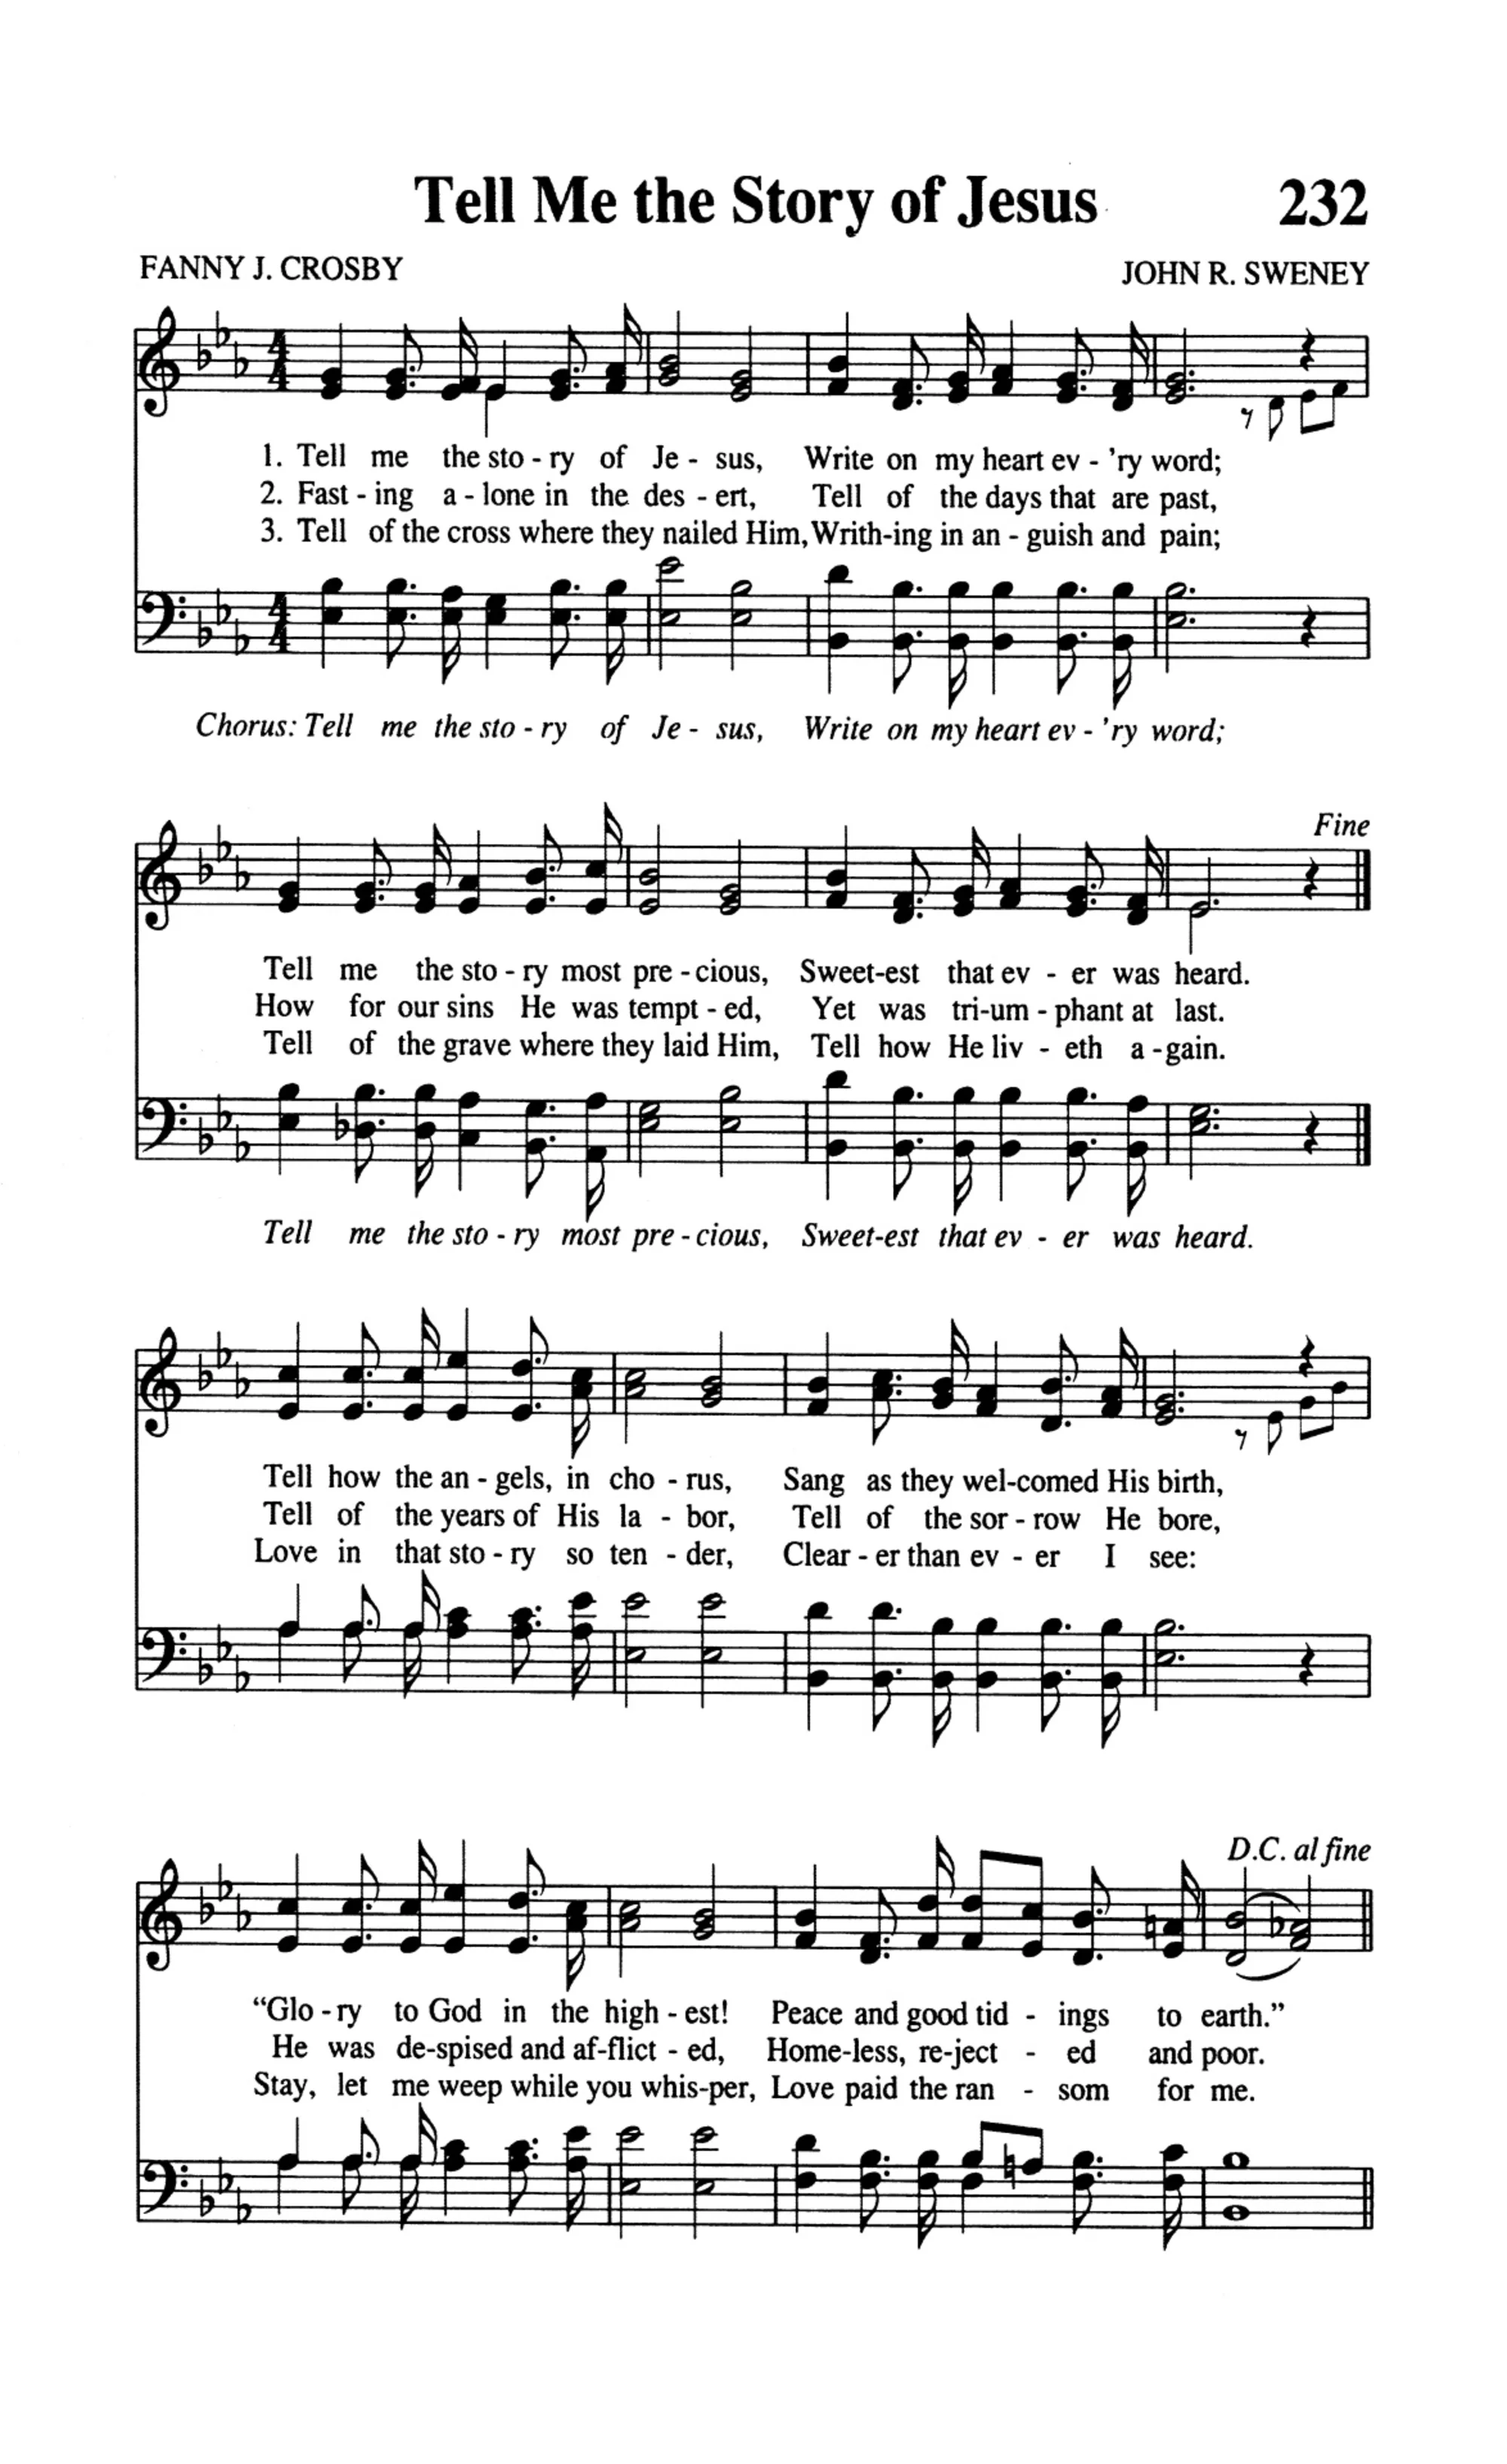 Tell Me the Story of Jesus 232
FANNY J. CROSBY JOHN R. SWENEY
1. Tell me the sto - ry of Je - sus, Write on my heart ev - 'ry word;
2. Fast - ing a - lone in the des - ert, Tell of the days that are past,
3. Tell of the cross where they nailed Him, Writh-ing in an - guish and pain;
Chorus: Tell me the sto - ry of Je - sus, Write on my heart ev - 'ry word;
Fine
Tell me the sto - ry most pre - cious, Sweet-est that ev - er was heard.
How for our sins He was tempt - ed, Yet was tri-um - phant at last.
Tell of the grave where they laid Him, Tell how He liv - eth a - gain.
Tell me the sto - ry most pre - cious, Sweet-est that ev - er was heard.
Tell how the an - gels, in cho - rus, Sang as they wel-comed His birth,
Tell of the years of His la - bor, Tell of the sor - row He bore,
Love in that sto - ry so ten - der, Clear - er than ev - er I see:
D.C. al fine
“Glo - ry to God in the high - est! Peace and good tid - ings to earth.”
He was de-spised and af-flict - ed, Home-less, re-ject - ed and poor.
Stay, let me weep while you whis-per, Love paid the ran - som for me.